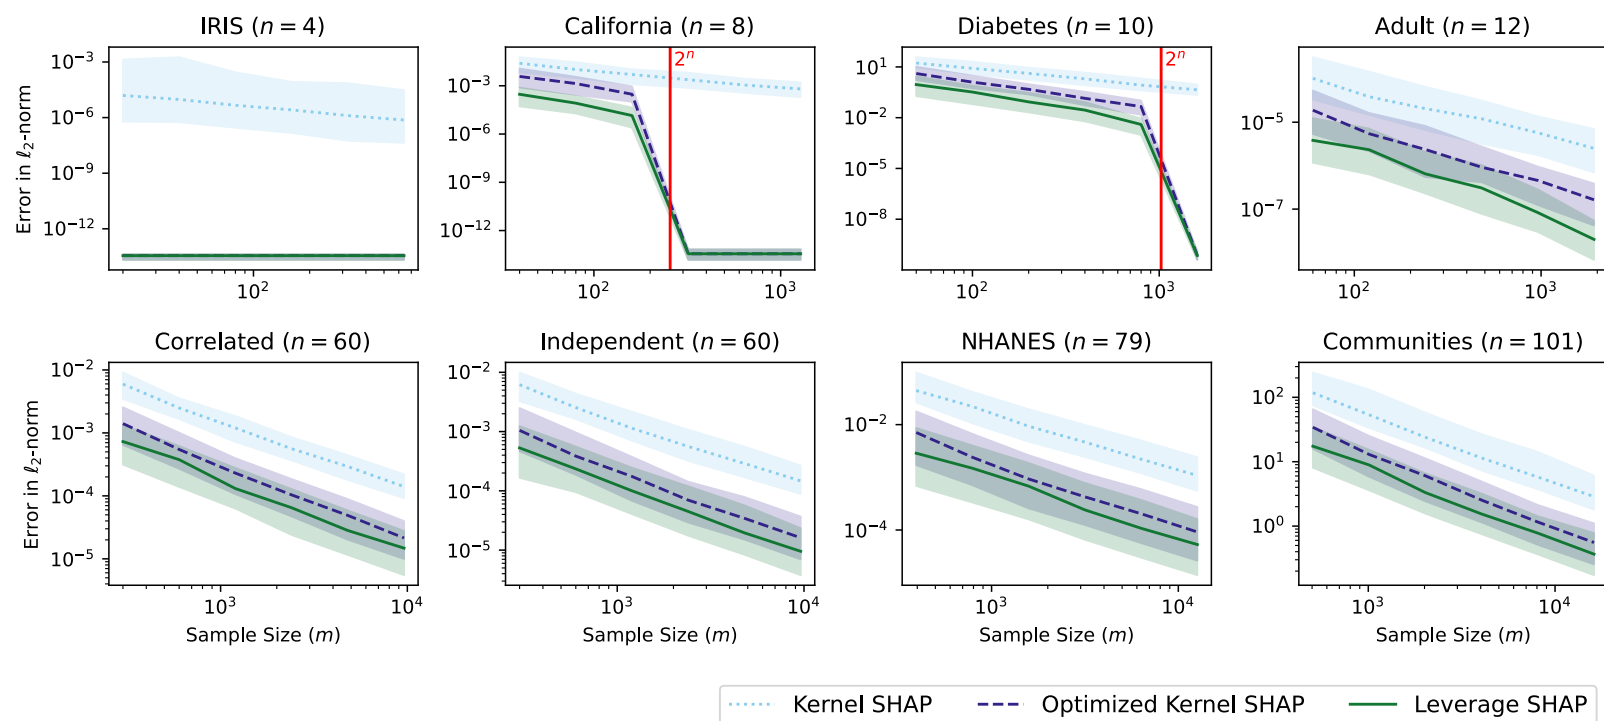 IRIS (n = 4)
California (n = 8)
Diabetes (n = 10)
Adult (n = 12)
Error in ℓ₂-norm
10⁻³
10⁻⁶
10⁻⁹
10⁻¹²
10²
10⁻³
10⁻⁶
10⁻⁹
10⁻¹²
2ⁿ
10²
10³
10¹
10⁻²
10⁻⁵
10⁻⁸
2ⁿ
10²
10³
10⁻⁵
10⁻⁷
10²
10³
Correlated (n = 60)
Independent (n = 60)
NHANES (n = 79)
Communities (n = 101)
Error in ℓ₂-norm
10⁻²
10⁻³
10⁻⁴
10⁻⁵
10³
10⁴
Sample Size (m)
10⁻²
10⁻³
10⁻⁴
10⁻⁵
10³
10⁴
Sample Size (m)
10⁻²
10⁻⁴
10³
10⁴
Sample Size (m)
10²
10¹
10⁰
10³
10⁴
Sample Size (m)
Kernel SHAP
Optimized Kernel SHAP
Leverage SHAP